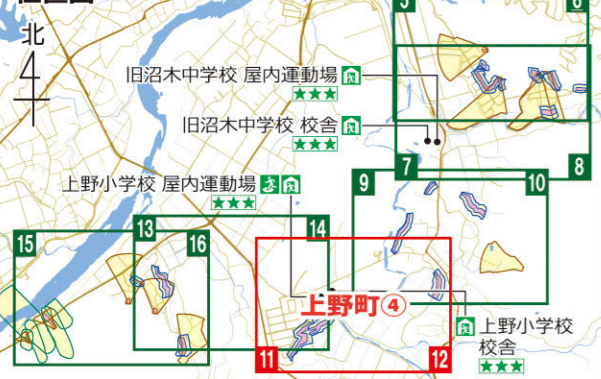 北
旧沼木中学校 屋内運動場
★★★
旧沼木中学校 校舎
★★★
上野小学校 屋内運動場
★★★
6
7
8
9
10
15
13
16
14
上野町④
11
12
上野小学校
校舎
★★★